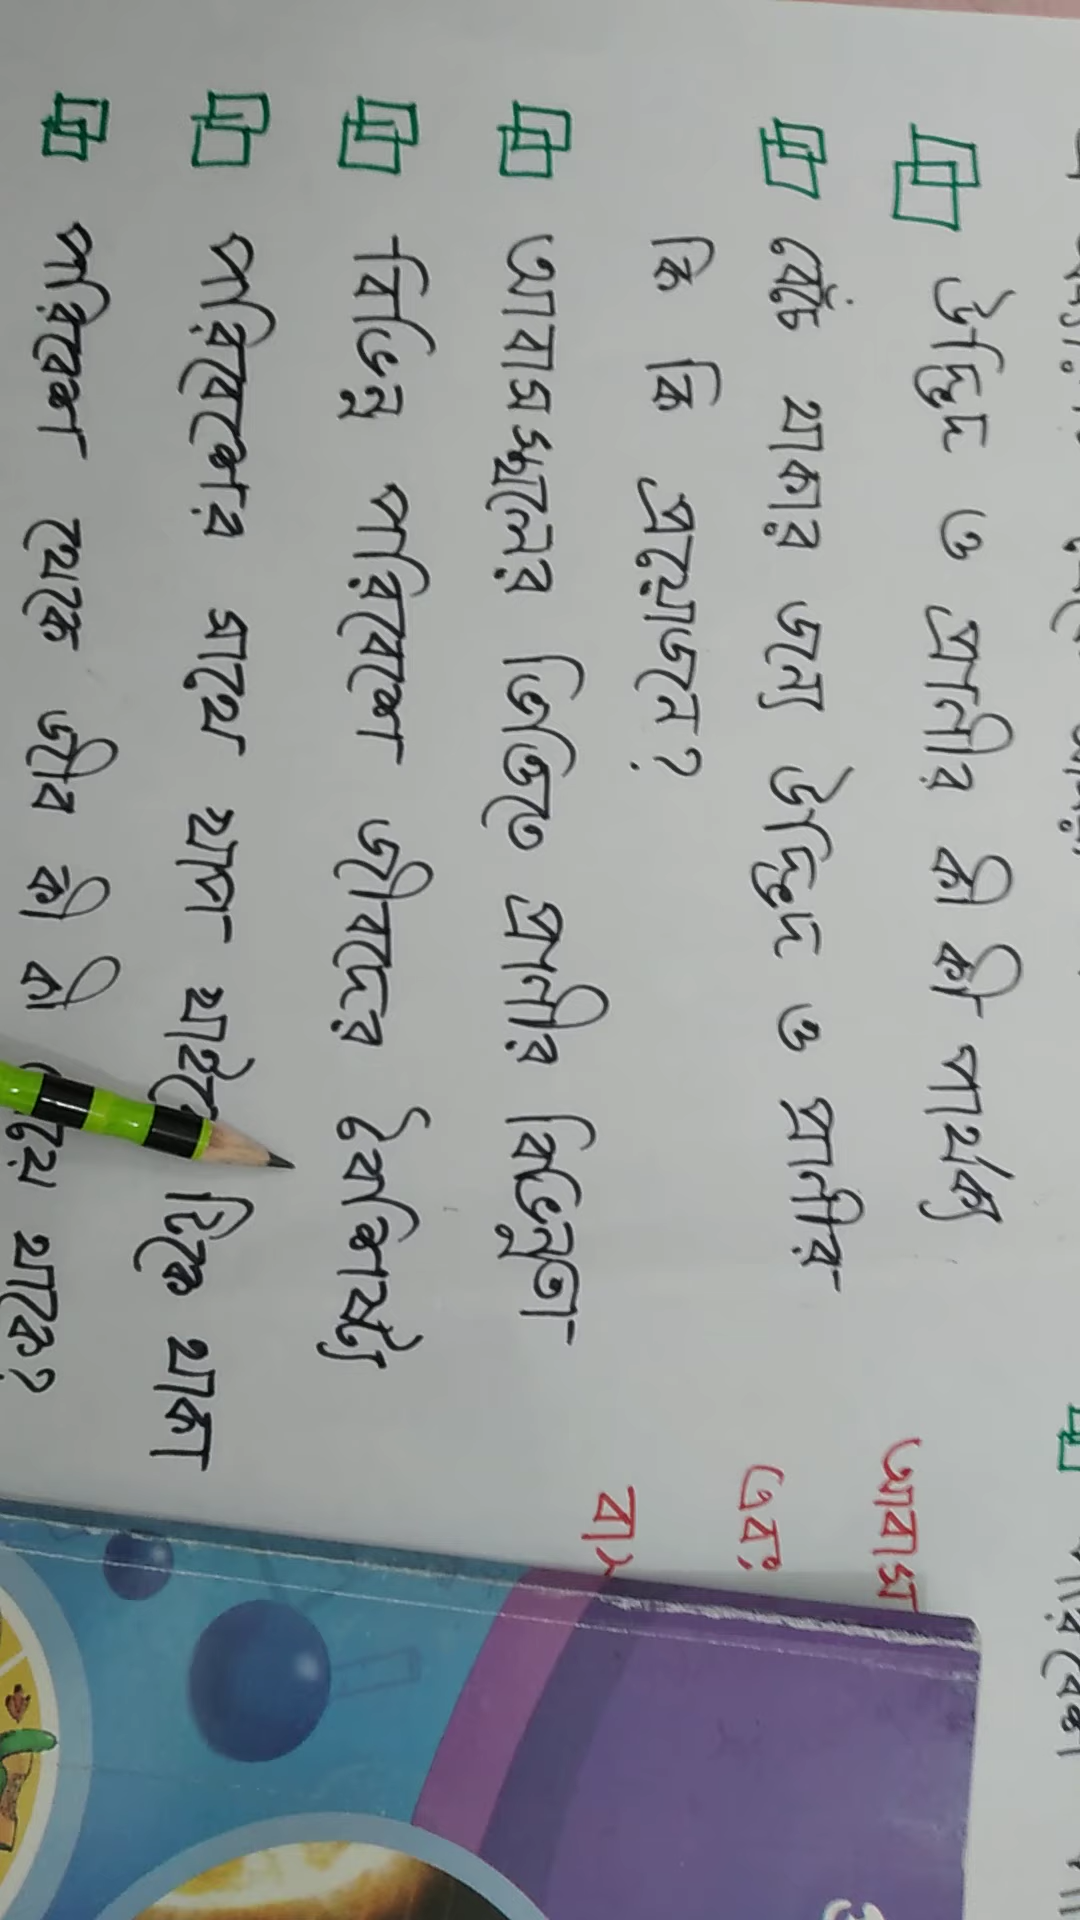 উদ্ভিদ ও প্রাণীর কী কী পার্থক্য
বেঁচে থাকার জন্য উদ্ভিদ ও প্রাণীর
কি কি প্রয়োজন?
আবাসস্থলের ভিত্তিতে প্রাণীর বিভিন্নতা
বিভিন্ন পরিবেশে জীবদের বৈশিষ্ট্য
পরিবেশের সাথে খাপ খাইয়ে টিকে থাকা
পরিবেশ থেকে জীব কী কী থাকে?
আবাস
এবং